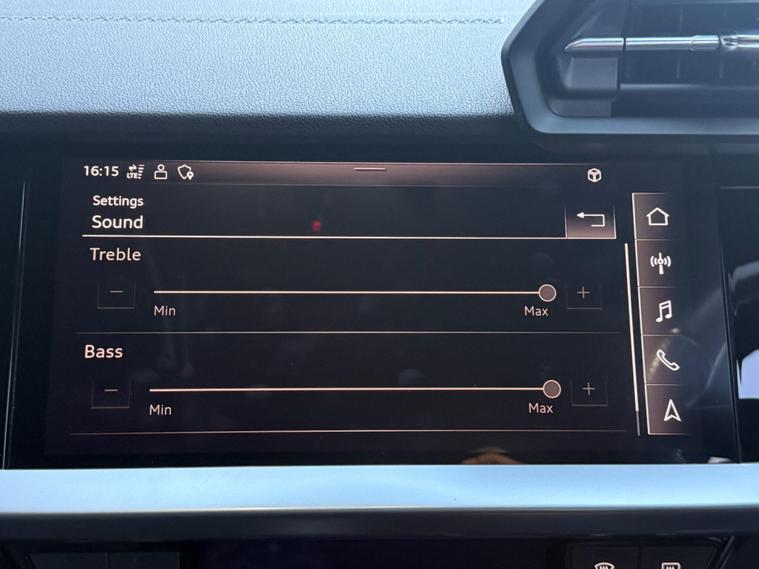 16:15 LTE
Settings
Sound
Treble
Min Max
Bass
Min Max